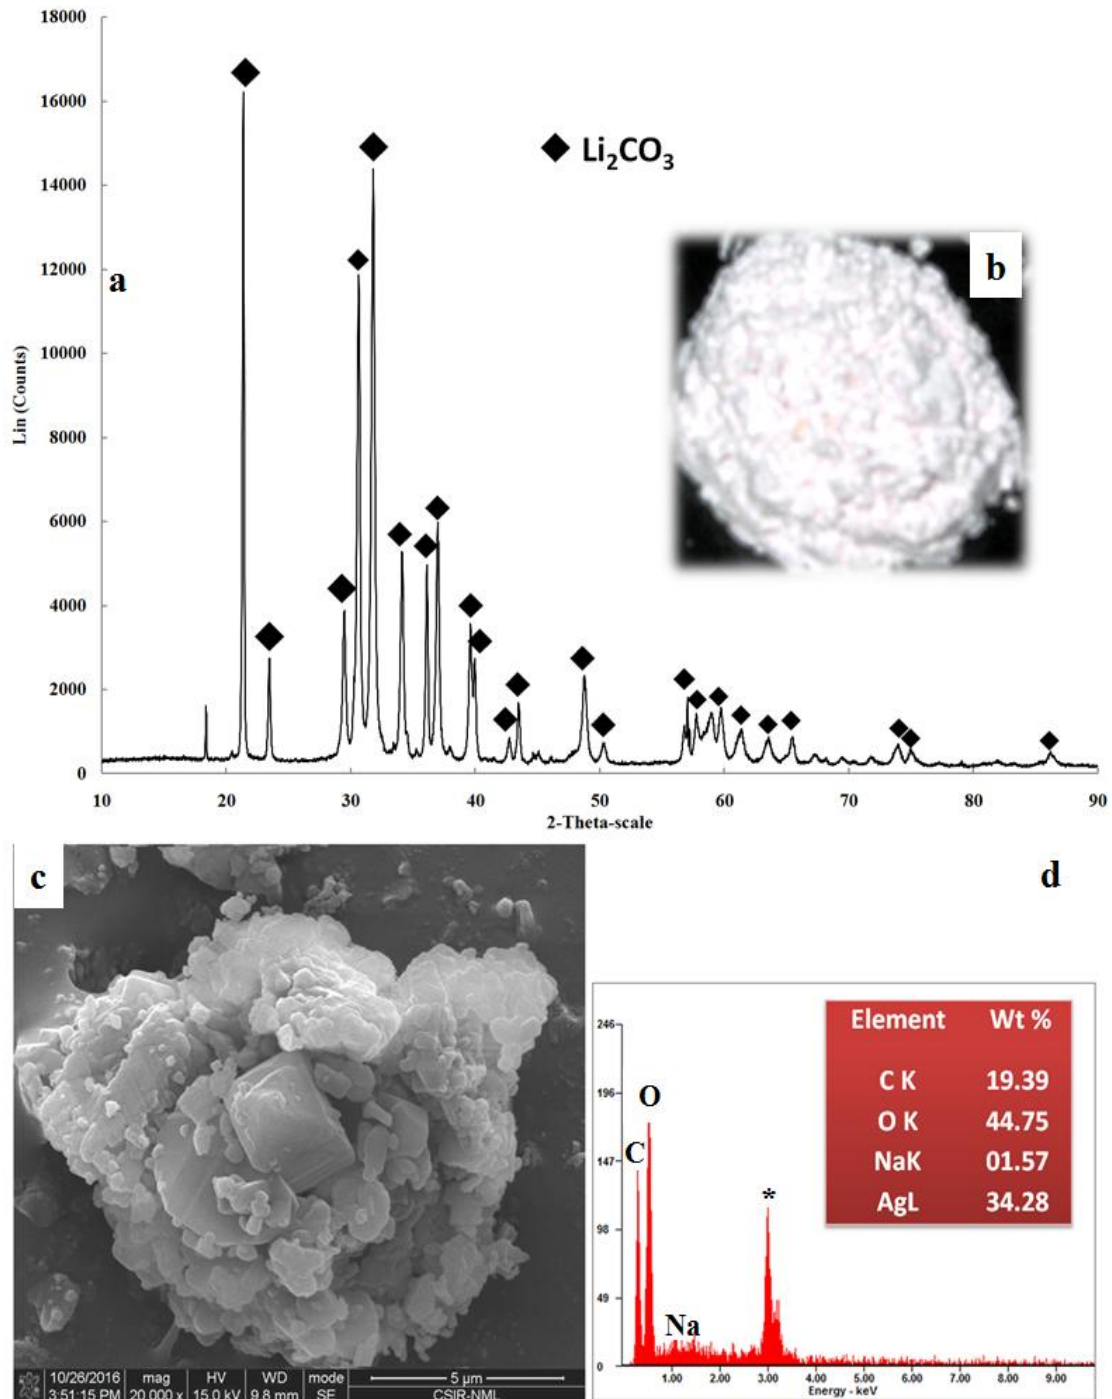 18000
16000
14000
12000
10000
8000
6000
4000
2000
0
Lin (Counts)
a
Li₂CO₃
b
10 20 30 40 50 60 70 80 90
2-Theta-scale
c
d
10/26/2016 mag HV WD mode 5 µm
3:51:15 PM 20 000 x 15.0 kV 9.8 mm SE CSIR-NML
246
196
147
98
49
0
C
O
Na
*
Element Wt %
C K 19.39
O K 44.75
NaK 01.57
AgL 34.28
1.00 2.00 3.00 4.00 5.00 6.00 7.00 8.00 9.00
Energy - keV